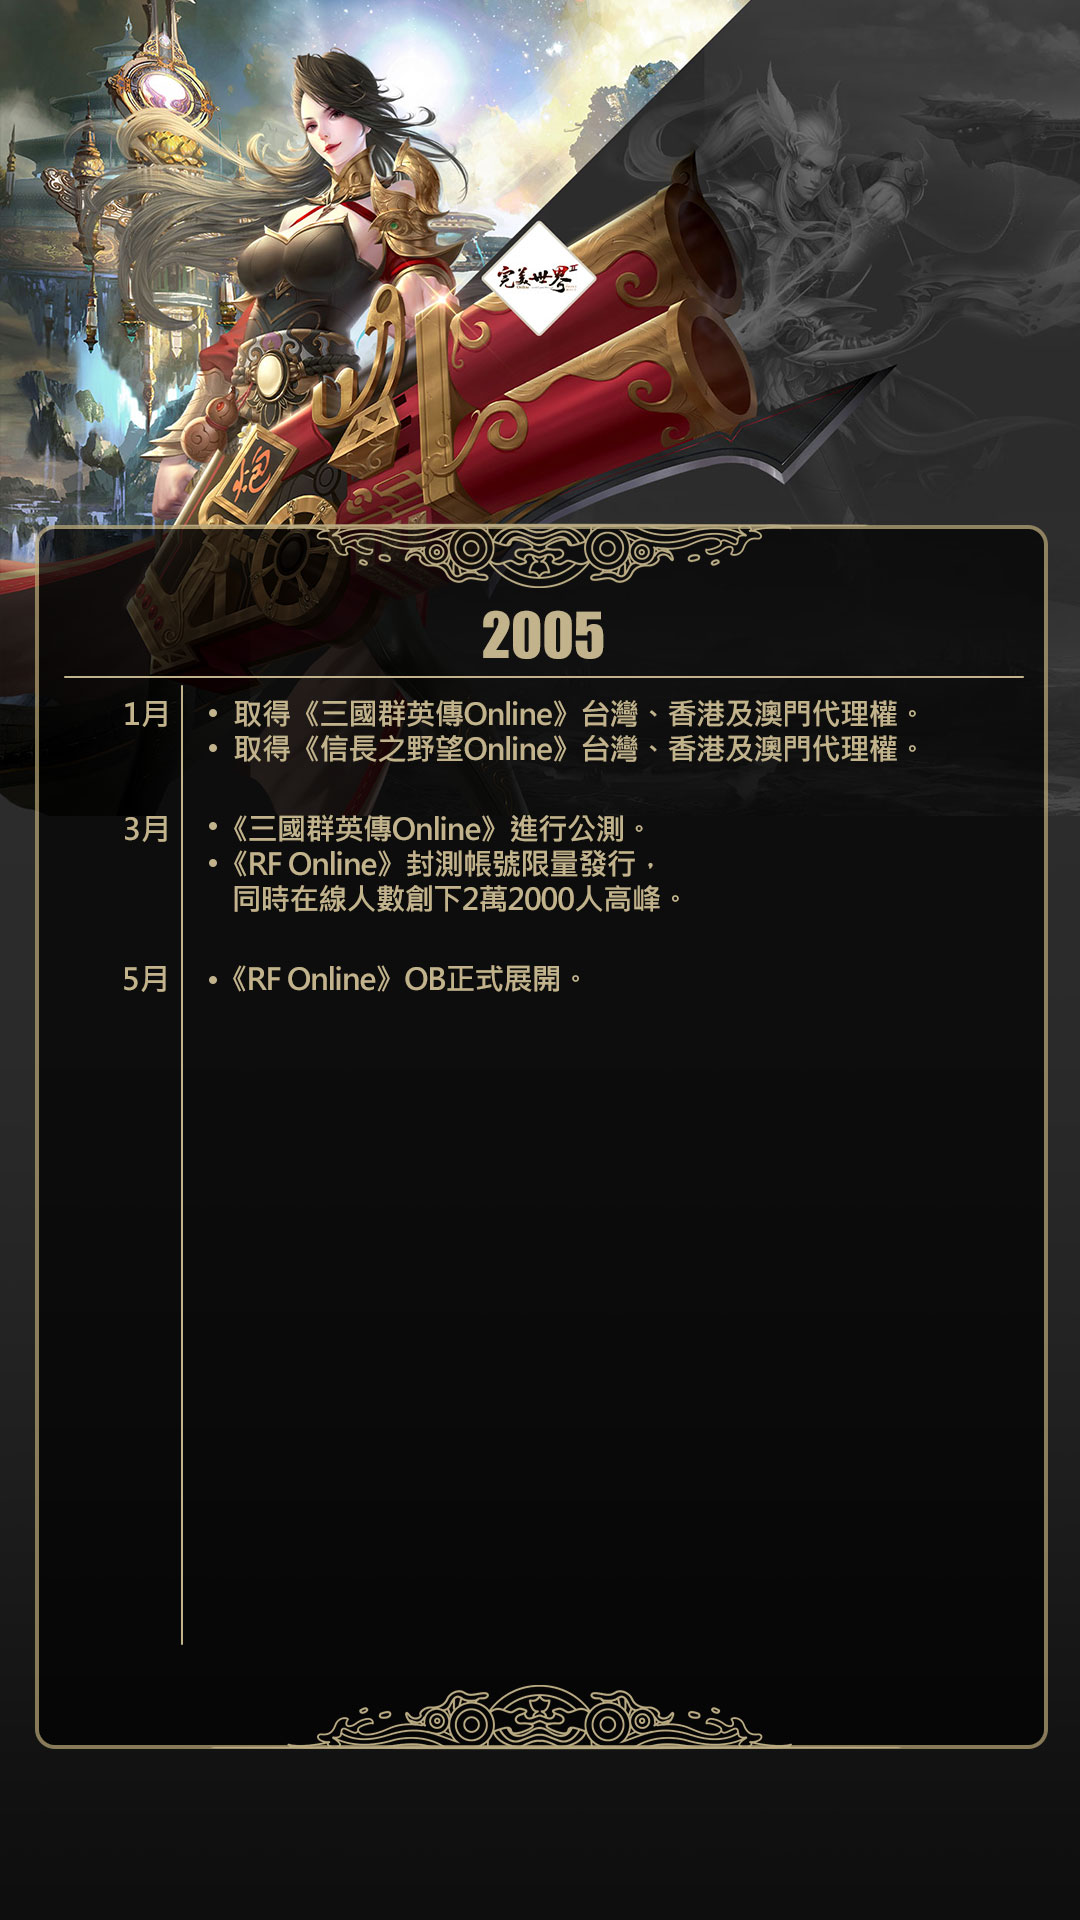 完美世界II
炮
2005
1月
• 取得《三國群英傳Online》台灣、香港及澳門代理權。
• 取得《信長之野望Online》台灣、香港及澳門代理權。
3月
•《三國群英傳Online》進行公測。
•《RF Online》封測帳號限量發行，
同時在線人數創下2萬2000人高峰。
5月
•《RF Online》OB正式展開。